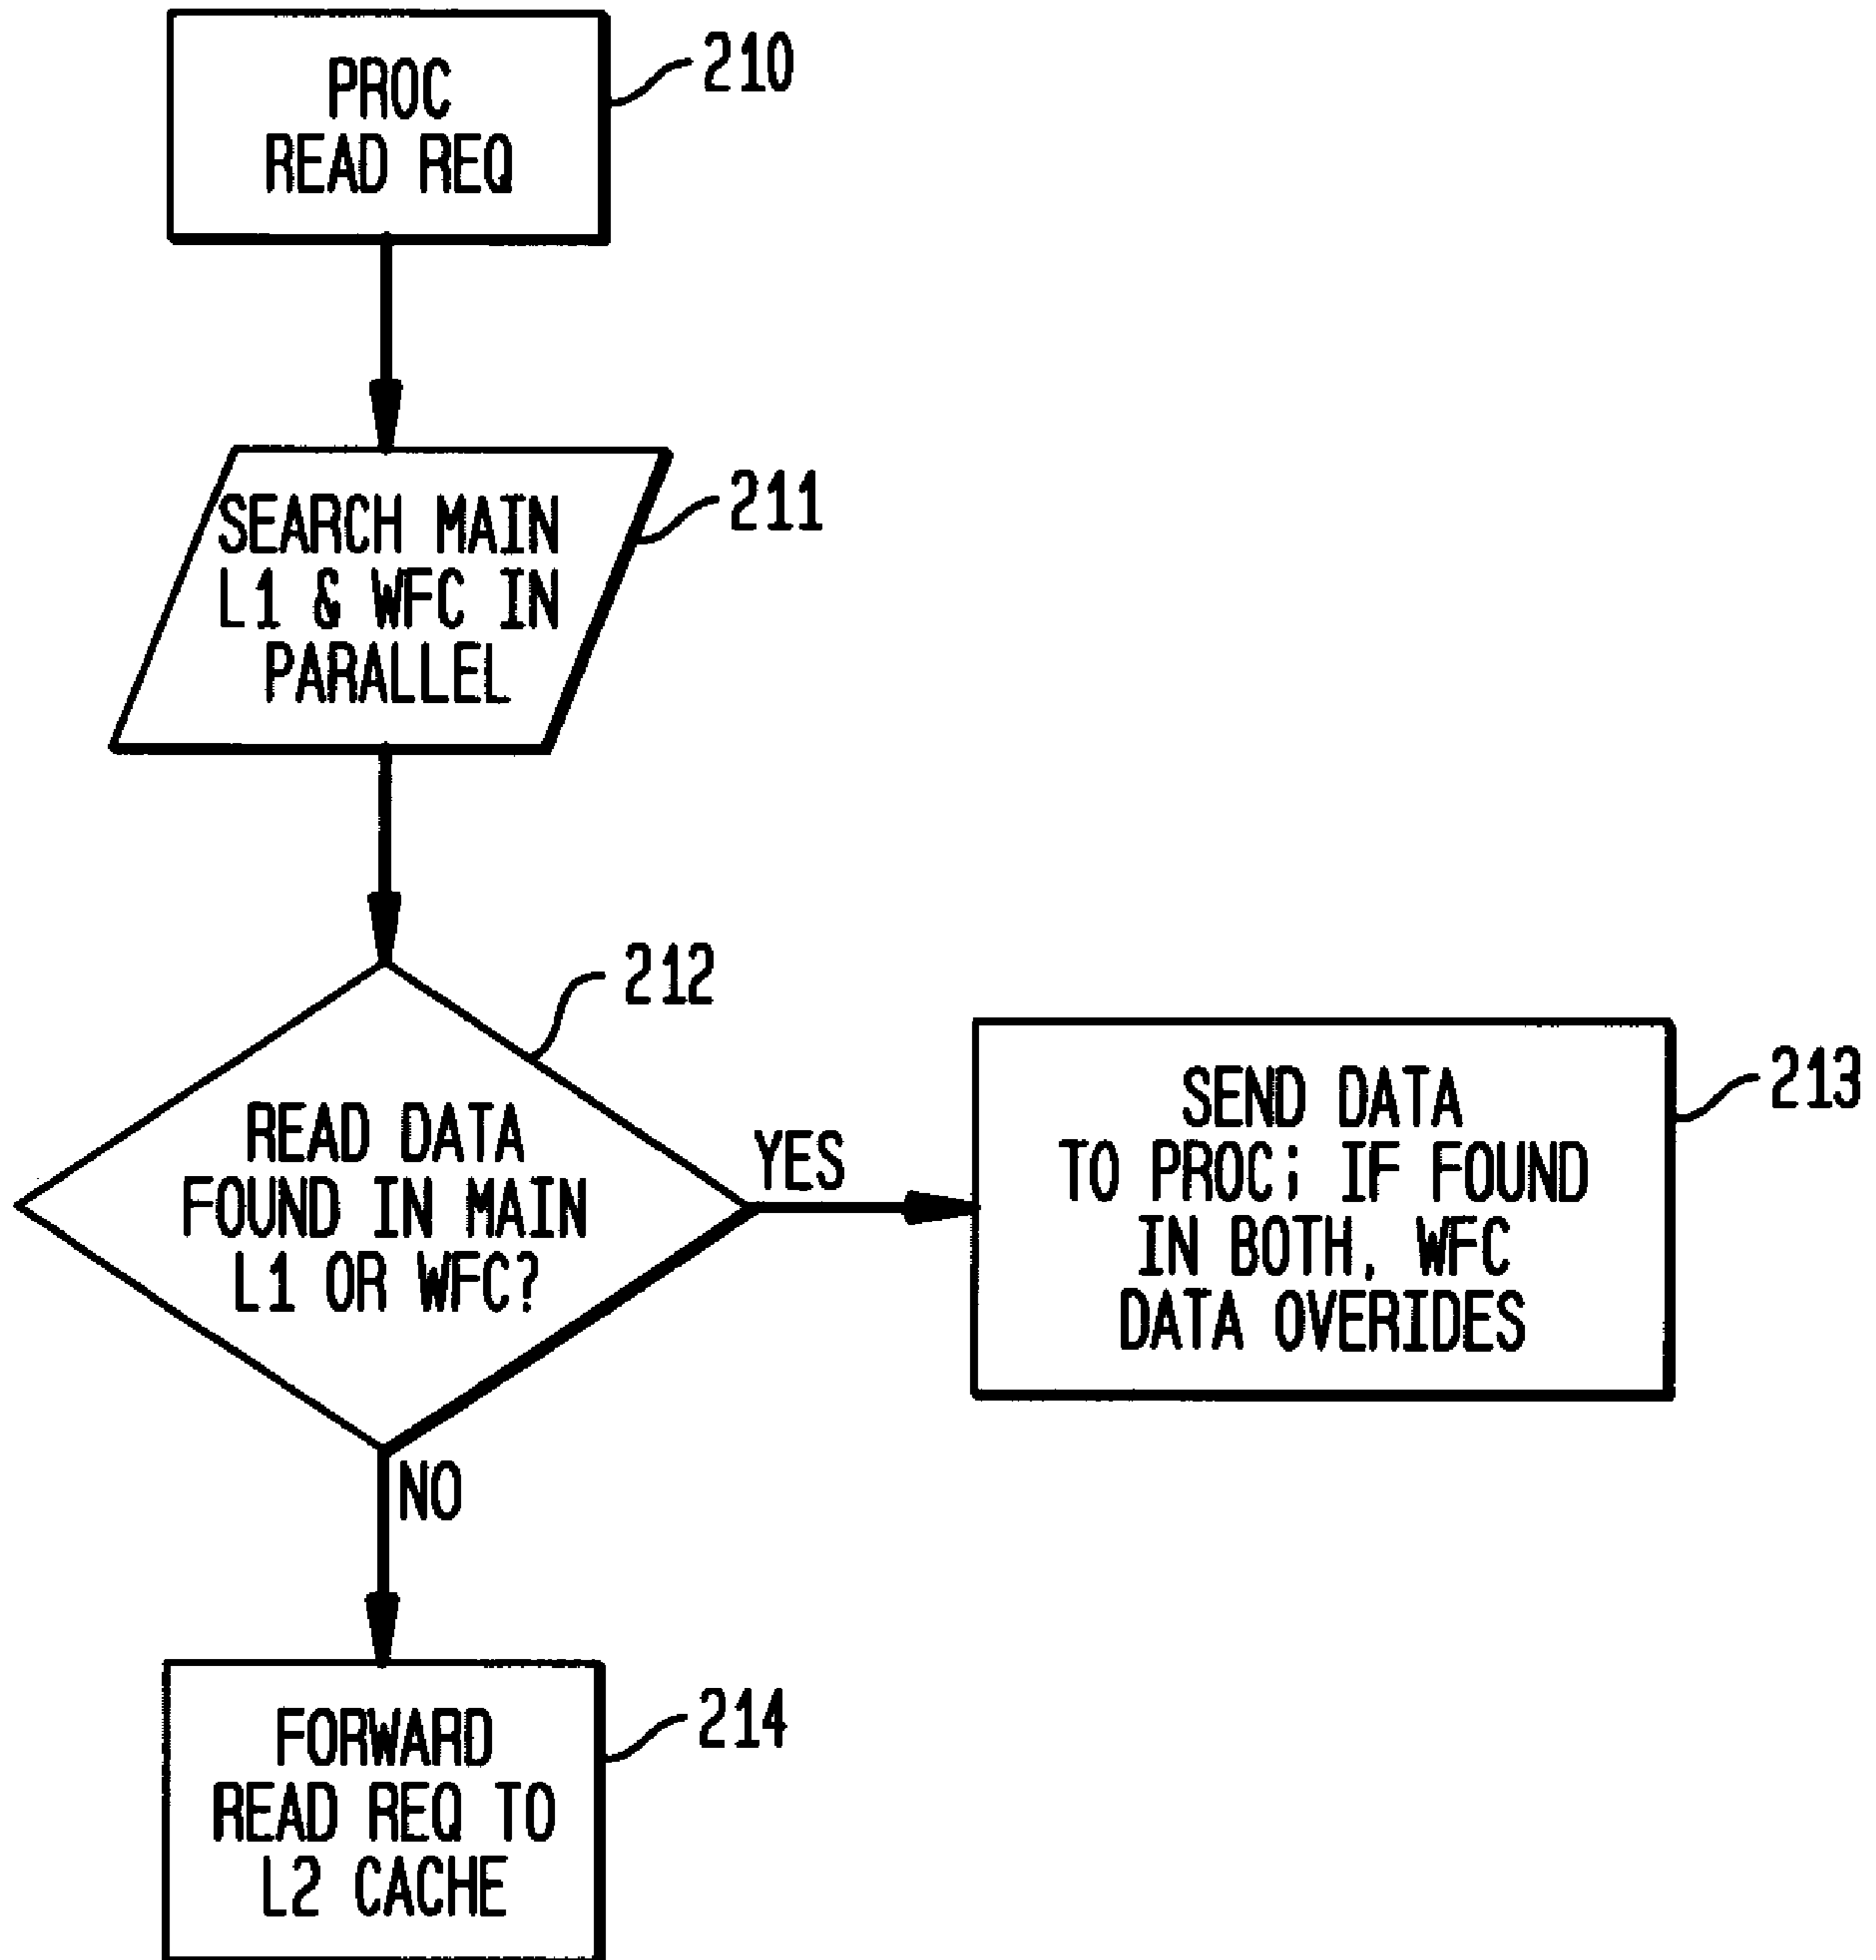 PROC
READ REQ
210
SEARCH MAIN
L1 & WFC IN
PARALLEL
211
212
READ DATA
FOUND IN MAIN
L1 OR WFC?
YES
SEND DATA
TO PROC; IF FOUND
IN BOTH, WFC
DATA OVERIDES
213
NO
FORWARD
READ REQ TO
L2 CACHE
214